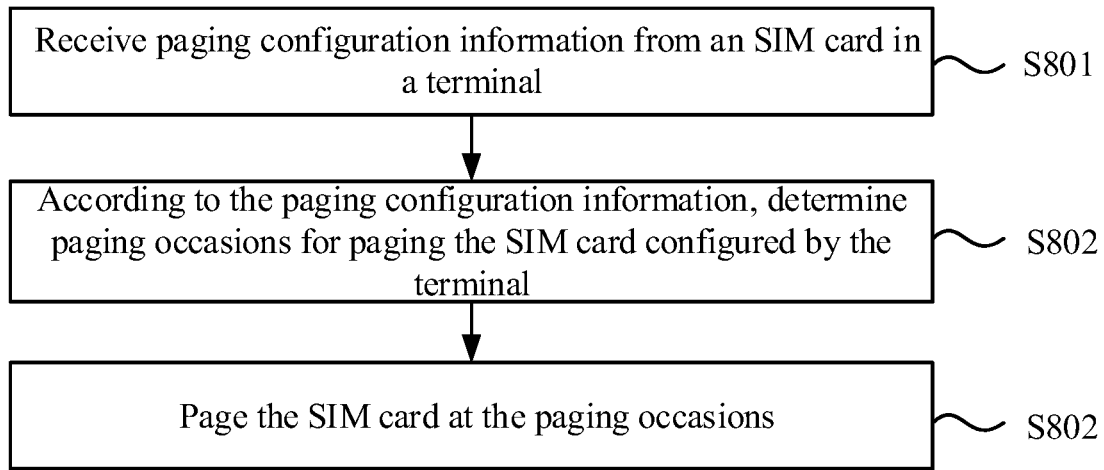 Receive paging configuration information from an SIM card in
a terminal
S801
According to the paging configuration information, determine
paging occasions for paging the SIM card configured by the
terminal
S802
Page the SIM card at the paging occasions
S802